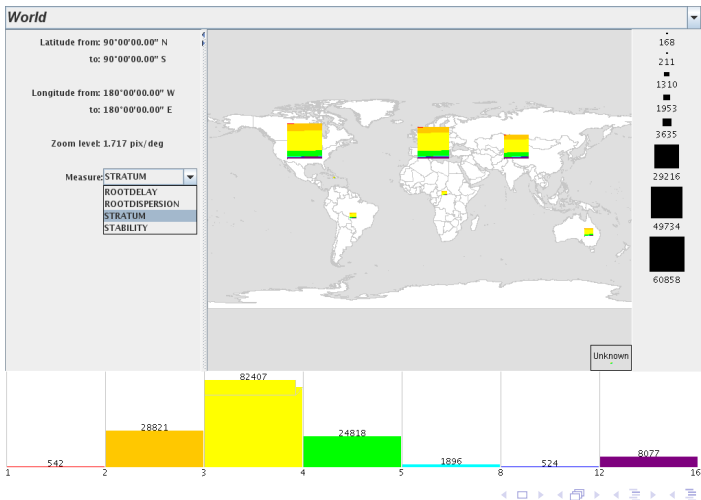 World
Latitude from: 90°00'00.00" N
to: 90°00'00.00" S
Longitude from: 180°00'00.00" W
to: 180°00'00.00" E
Zoom level: 1.717 pix/deg
Measure: STRATUM
ROOTDELAY
ROOTDISPERSION
STRATUM
STABILITY
168
211
1310
1953
3635
29216
49734
60858
Unknown
542 28821 82407 24818 1896 524 8077
1 2 3 4 5 8 12 16